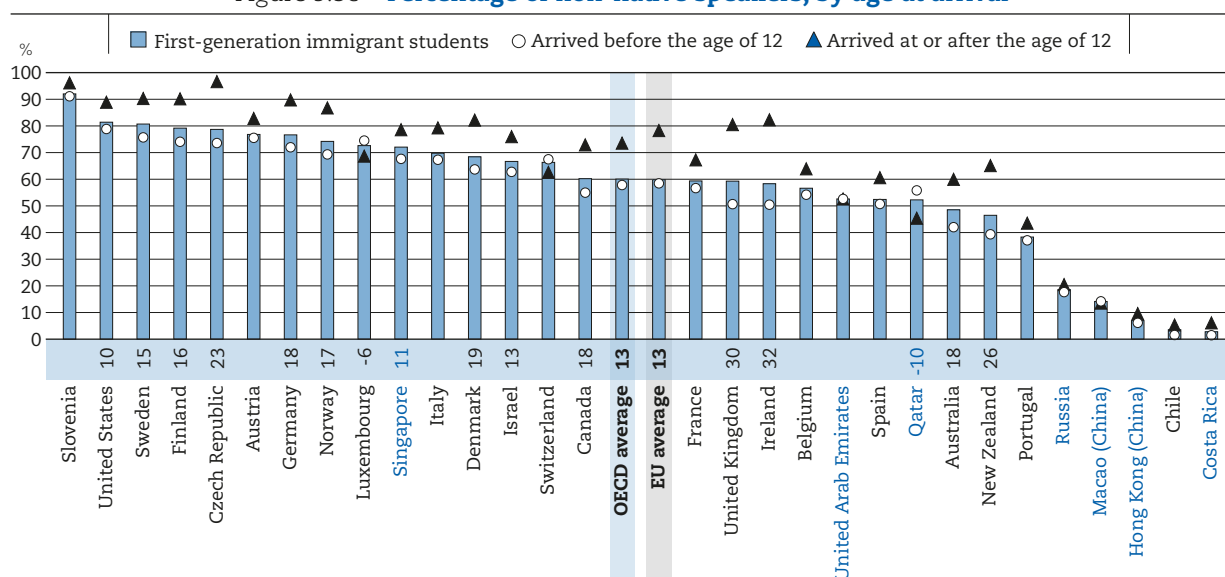 %
First-generation immigrant students
Arrived before the age of 12
Arrived at or after the age of 12
100
90
80
70
60
50
40
30
20
10
0
10
15
16
23
18
17
-6
11
19
13
18
13
13
30
32
-10
18
26
Slovenia
United States
Sweden
Finland
Czech Republic
Austria
Germany
Norway
Luxembourg
Singapore
Italy
Denmark
Israel
Switzerland
Canada
OECD average
EU average
France
United Kingdom
Ireland
Belgium
United Arab Emirates
Spain
Qatar
Australia
New Zealand
Portugal
Russia
Macao (China)
Hong Kong (China)
Chile
Costa Rica